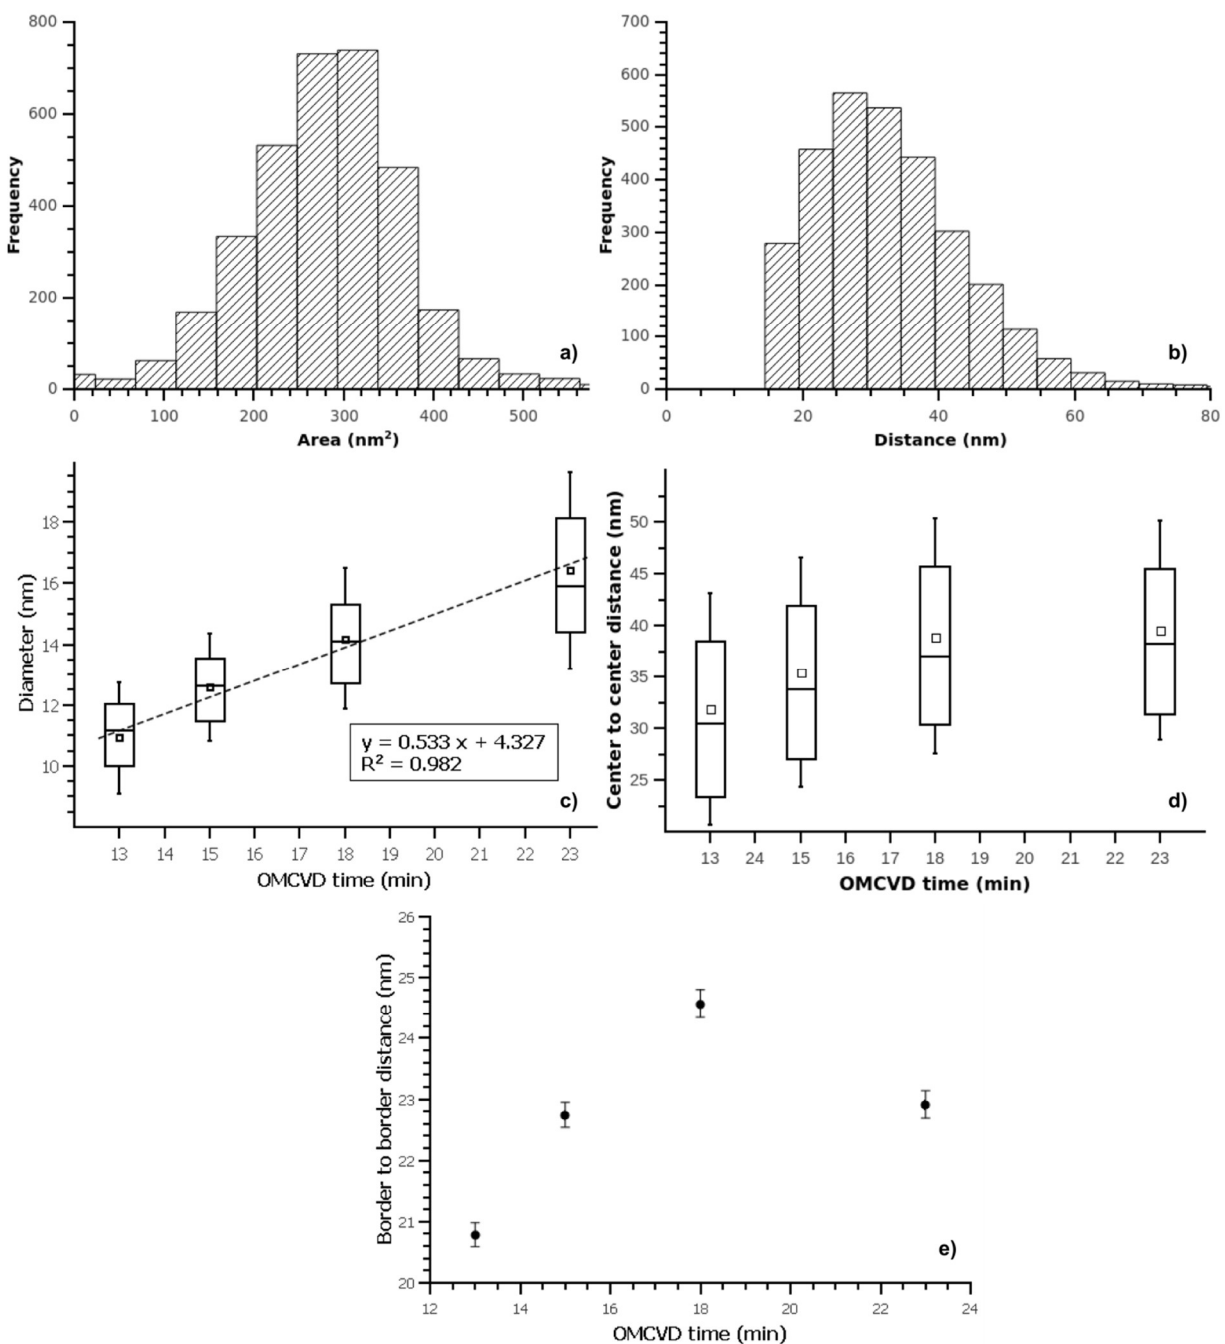 800
600
400
200
0
Frequency
0 100 200 300 400 500
Area (nm²)
a)
700
600
500
400
300
200
100
0
Frequency
0 20 40 60 80
Distance (nm)
b)
18
16
14
12
10
Diameter (nm)
y = 0.533 x + 4.327
R² = 0.982
c)
13 14 15 16 17 18 19 20 21 22 23
OMCVD time (min)
50
45
40
35
30
25
Center to center distance (nm)
d)
13 24 15 16 17 18 19 20 21 22 23
OMCVD time (min)
26
25
24
23
22
21
20
Border to border distance (nm)
e)
12 14 16 18 20 22 24
OMCVD time (min)